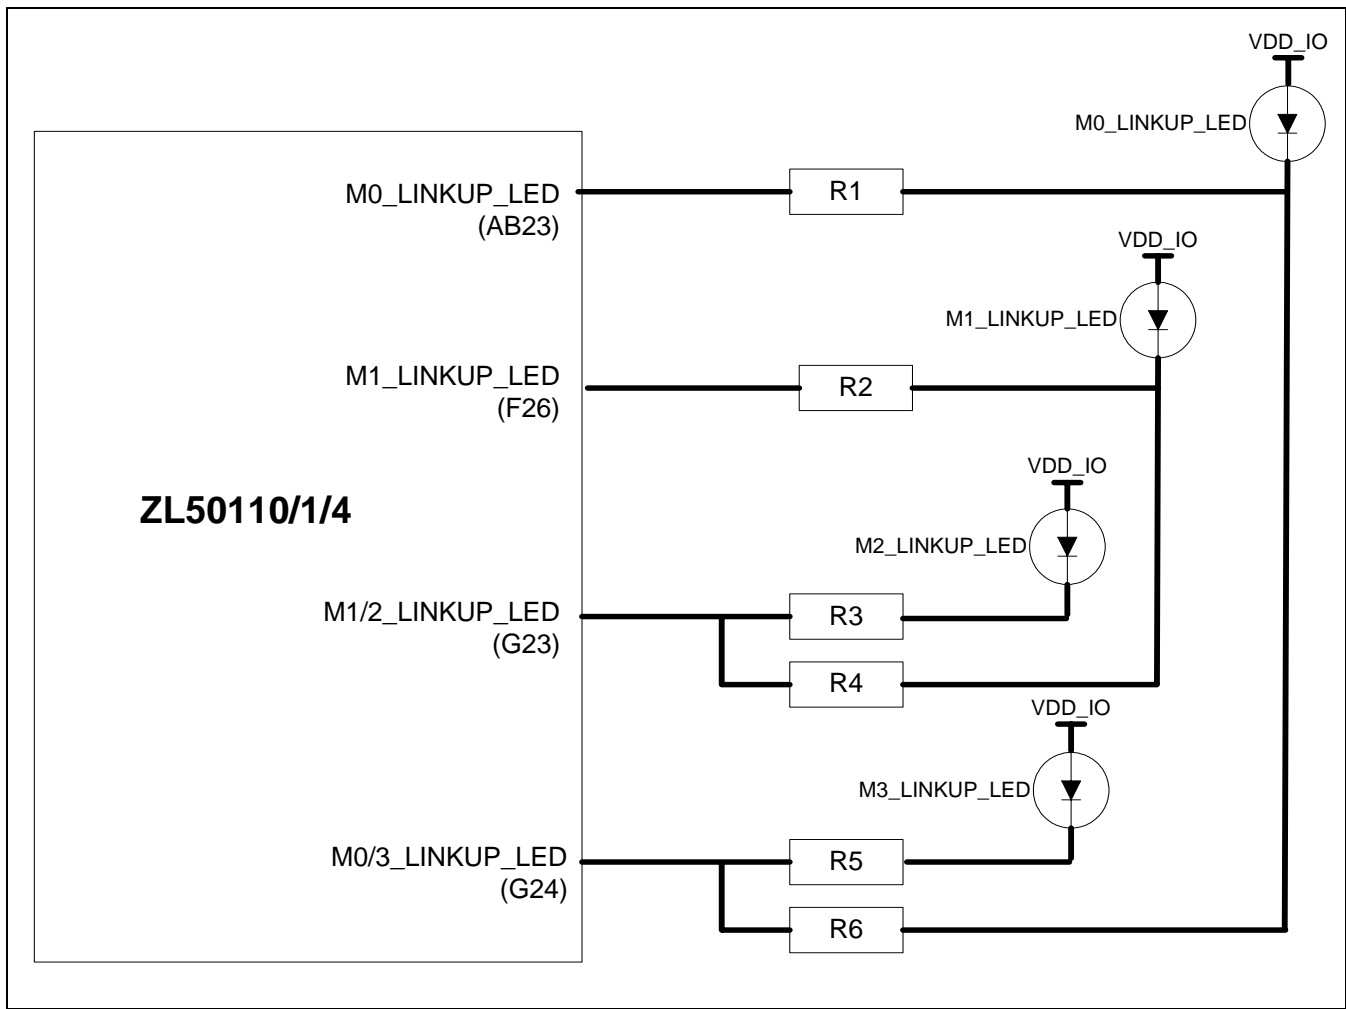 VDD_IO
M0_LINKUP_LED
M0_LINKUP_LED
(AB23)
R1
VDD_IO
M1_LINKUP_LED
M1_LINKUP_LED
(F26)
R2
VDD_IO
ZL50110/1/4
M2_LINKUP_LED
M1/2_LINKUP_LED
(G23)
R3
R4
VDD_IO
M3_LINKUP_LED
M0/3_LINKUP_LED
(G24)
R5
R6